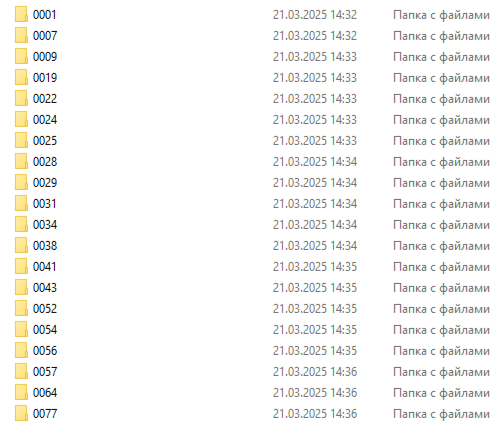 0001 21.03.2025 14:32 Папка с файлами
0007 21.03.2025 14:32 Папка с файлами
0009 21.03.2025 14:33 Папка с файлами
0019 21.03.2025 14:33 Папка с файлами
0022 21.03.2025 14:33 Папка с файлами
0024 21.03.2025 14:33 Папка с файлами
0025 21.03.2025 14:33 Папка с файлами
0028 21.03.2025 14:34 Папка с файлами
0029 21.03.2025 14:34 Папка с файлами
0031 21.03.2025 14:34 Папка с файлами
0034 21.03.2025 14:34 Папка с файлами
0038 21.03.2025 14:34 Папка с файлами
0041 21.03.2025 14:35 Папка с файлами
0043 21.03.2025 14:35 Папка с файлами
0052 21.03.2025 14:35 Папка с файлами
0054 21.03.2025 14:35 Папка с файлами
0056 21.03.2025 14:35 Папка с файлами
0057 21.03.2025 14:36 Папка с файлами
0064 21.03.2025 14:36 Папка с файлами
0077 21.03.2025 14:36 Папка с файлами